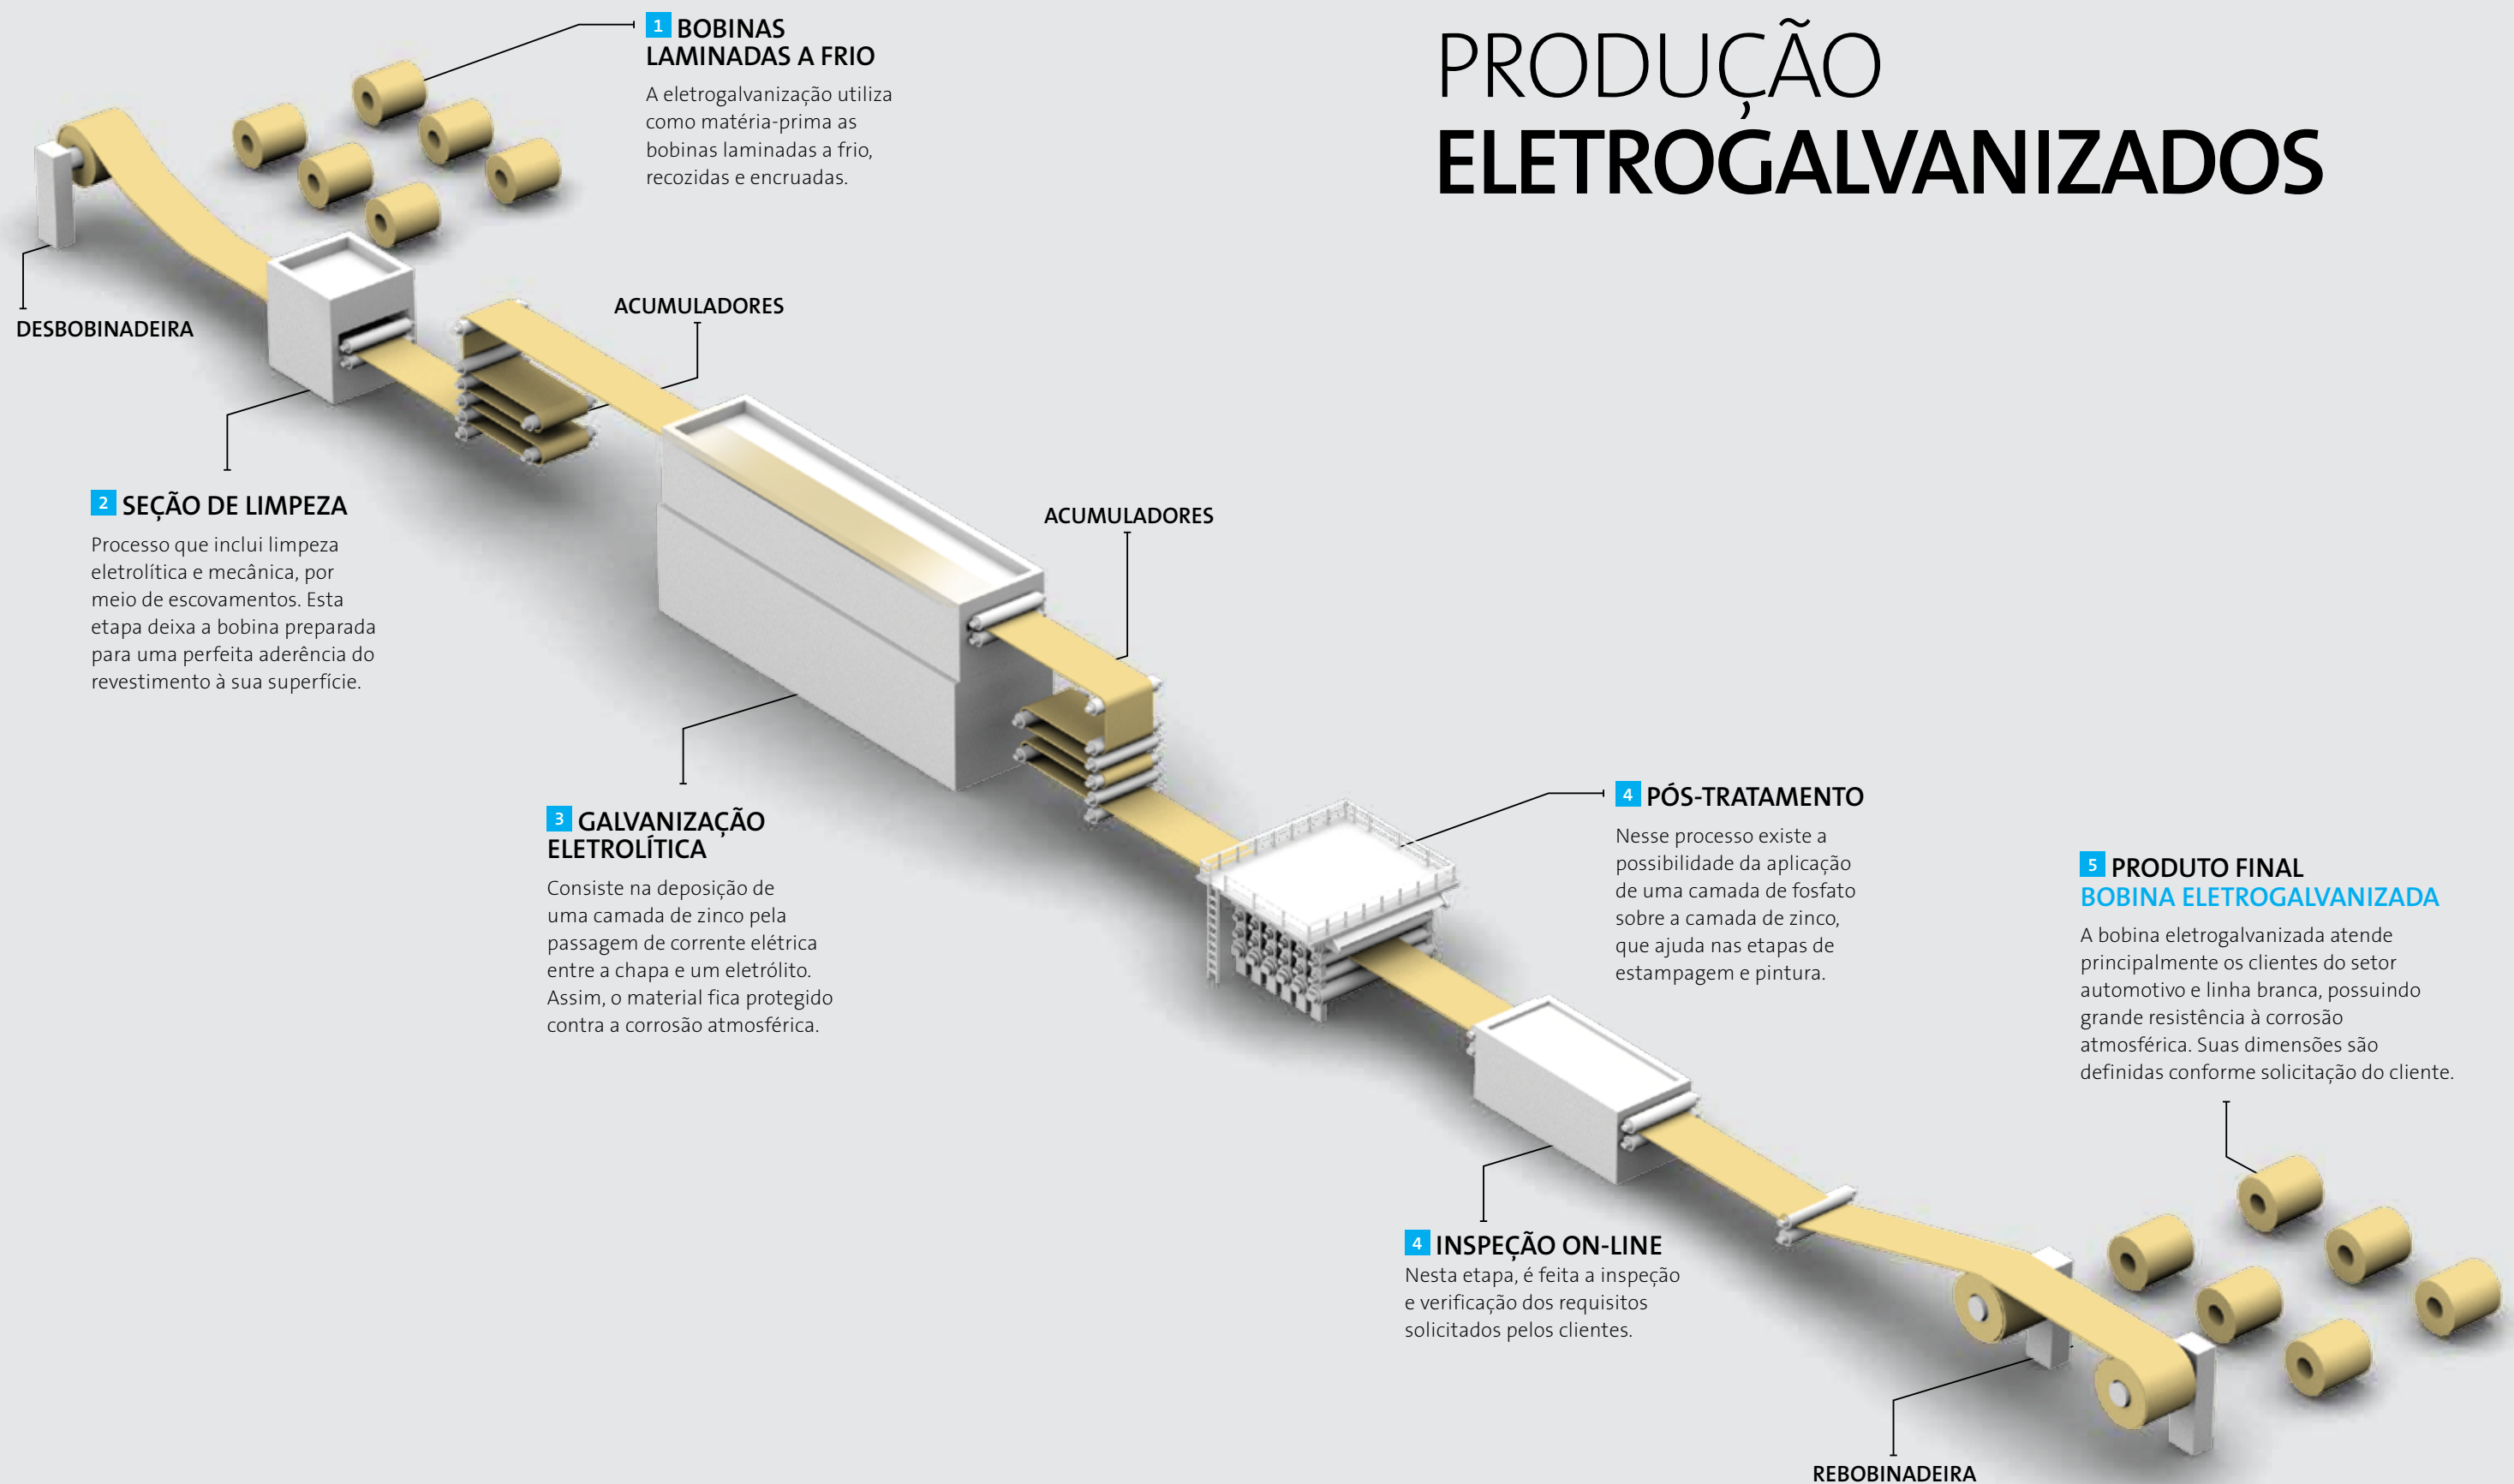 PRODUÇÃO
ELETROGALVANIZADOS
1 BOBINAS
LAMINADAS A FRIO
A eletrogalvanização utiliza
como matéria-prima as
bobinas laminadas a frio,
recozidas e encruadas.
DESBOBINADEIRA
ACUMULADORES
2 SEÇÃO DE LIMPEZA
Processo que inclui limpeza
eletrolítica e mecânica, por
meio de escovamentos. Esta
etapa deixa a bobina preparada
para uma perfeita aderência do
revestimento à sua superfície.
ACUMULADORES
3 GALVANIZAÇÃO
ELETROLÍTICA
Consiste na deposição de
uma camada de zinco pela
passagem de corrente elétrica
entre a chapa e um eletrólito.
Assim, o material fica protegido
contra a corrosão atmosférica.
4 PÓS-TRATAMENTO
Nesse processo existe a
possibilidade da aplicação
de uma camada de fosfato
sobre a camada de zinco,
que ajuda nas etapas de
estampagem e pintura.
4 INSPEÇÃO ON-LINE
Nesta etapa, é feita a inspeção
e verificação dos requisitos
solicitados pelos clientes.
5 PRODUTO FINAL
BOBINA ELETROGALVANIZADA
A bobina eletrogalvanizada atende
principalmente os clientes do setor
automotivo e linha branca, possuindo
grande resistência à corrosão
atmosférica. Suas dimensões são
definidas conforme solicitação do cliente.
REBOBINADEIRA